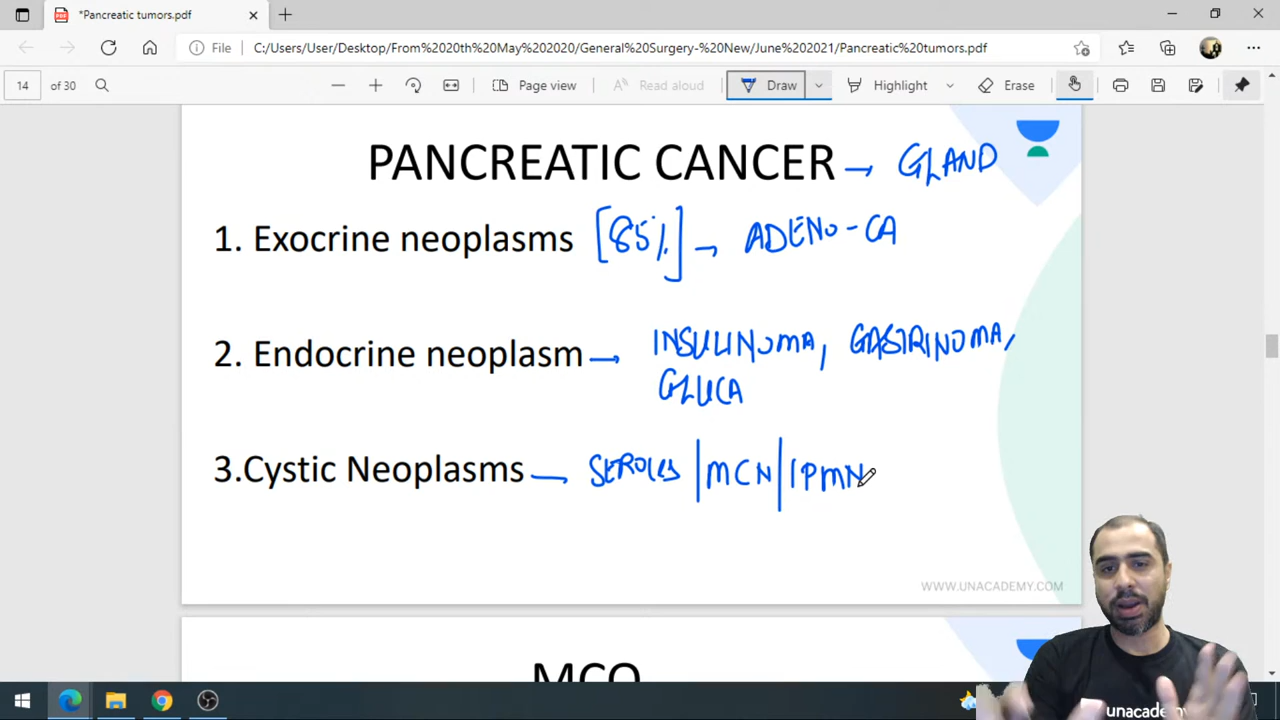 *Pancreatic tumors.pdf
File C:/Users/User/Desktop/From%2020th%20May%202020/General%20Surgery-%20New/June%202021/Pancreatic%20tumors.pdf
14 of 30 Page view Read aloud Draw Highlight Erase
PANCREATIC CANCER → GLAND
1. Exocrine neoplasms [85%] → ADENO-CA
2. Endocrine neoplasm → INSULINOMA, GASTRINOMA,
GLUCA
3.Cystic Neoplasms — SEROUS | MCN | IPMN
WWW.UNACADEMY.COM
MCQ
unacademy